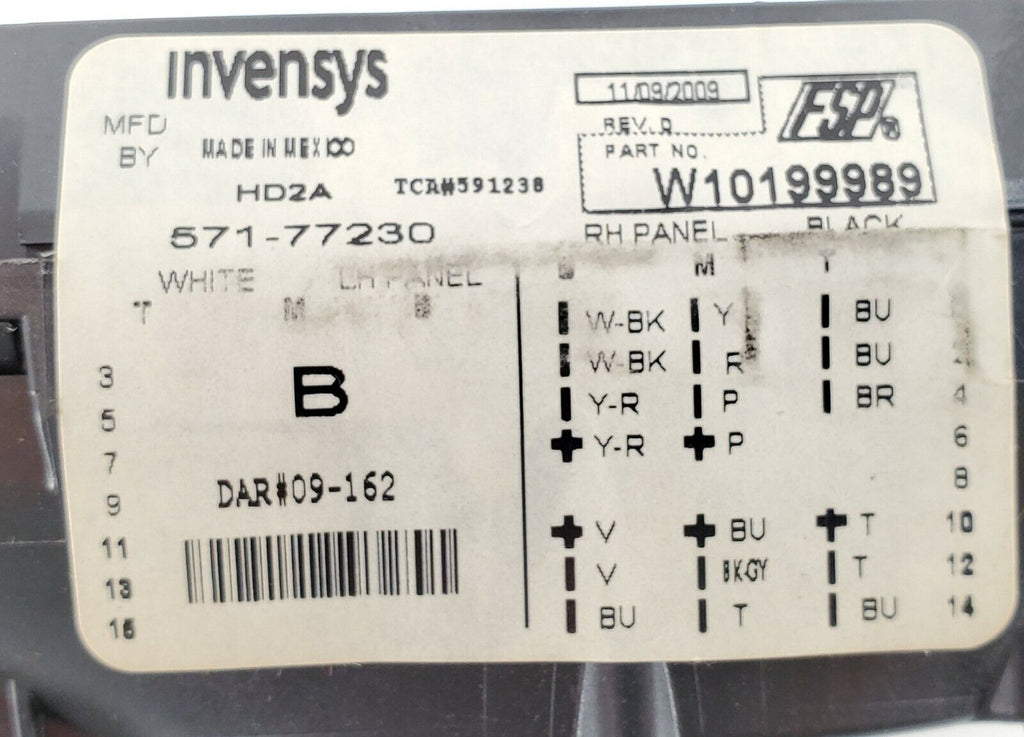 invensys
MFD
BY
MADE IN MEXICO
HD2A
TCR#591238
571-77230
11/09/2009
REV. D
FSP®
PART NO.
W10199989
WHITE LH PANEL
T M B
3
5
7
9
11
13
15
B
DAR#09-162
RH PANEL BLACK
B M T
W-BK Y BU
W-BK R BU
Y-R P BR 4
Y-R P 6
8
V BU T 10
V BK-GY T 12
BU T BU 14